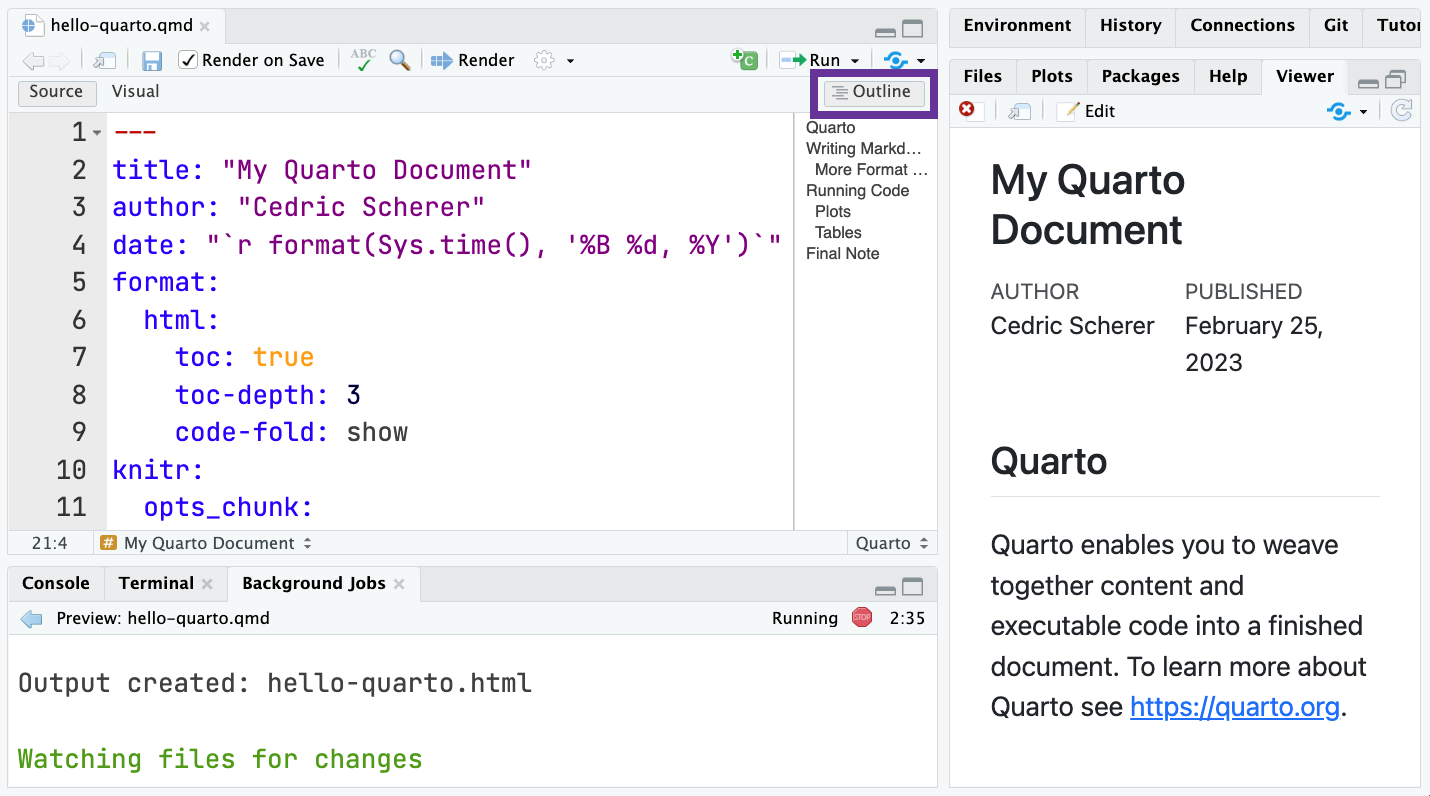 hello-quarto.qmd
Render on Save
ABC
Render
C
Run
Source
Visual
Outline
1 ---
2 title: "My Quarto Document"
3 author: "Cedric Scherer"
4 date: "`r format(Sys.time(), '%B %d, %Y')`"
5 format:
6 html:
7 toc: true
8 toc-depth: 3
9 code-fold: show
10 knitr:
11 opts_chunk:
Quarto
Writing Markd...
More Format ...
Running Code
Plots
Tables
Final Note
21:4
# My Quarto Document
Quarto
Console
Terminal
Background Jobs
Preview: hello-quarto.qmd
Running
STOP
2:35
Output created: hello-quarto.html
Watching files for changes
Environment
History
Connections
Git
Tutor
Files
Plots
Packages
Help
Viewer
Edit
My Quarto
Document
AUTHOR
Cedric Scherer
PUBLISHED
February 25,
2023
Quarto
Quarto enables you to weave
together content and
executable code into a finished
document. To learn more about
Quarto see https://quarto.org.